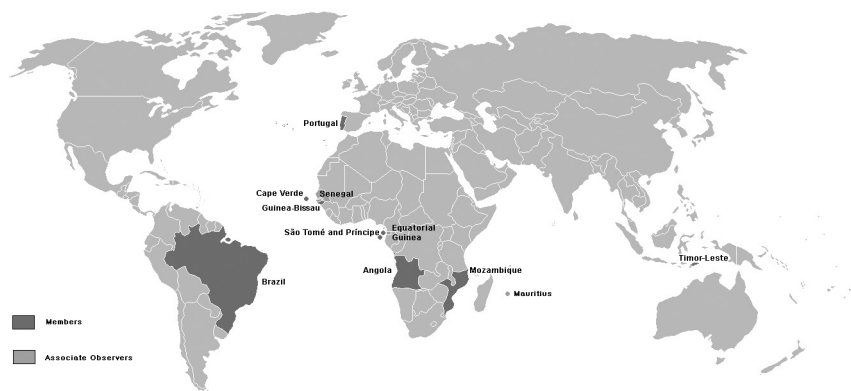 Portugal
Cape Verde
Senegal
Guinea-Bissau
São Tomé and Príncipe
Equatorial
Guinea
Angola
Mozambique
Timor-Leste
Brazil
Mauritius
Members
Associate Observers